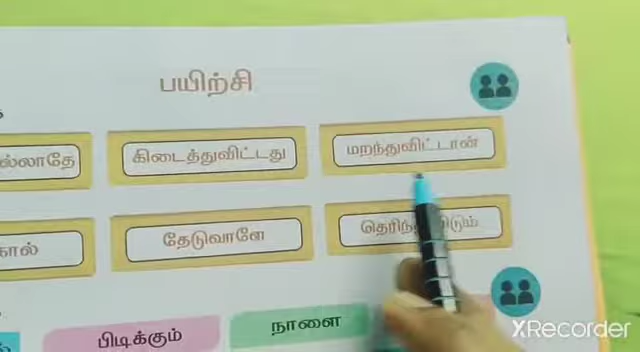 பயிற்சி
ல்லாதே கிடைத்துவிட்டது மறந்துவிட்டான்
தேடுவாளே
பிடிக்கும் நாளை
XRecorder